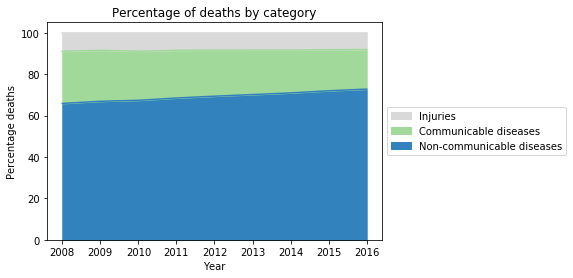 Percentage of deaths by category
100
80
60
40
20
0
Percentage deaths
2008 2009 2010 2011 2012 2013 2014 2015 2016
Year
Injuries
Communicable diseases
Non-communicable diseases